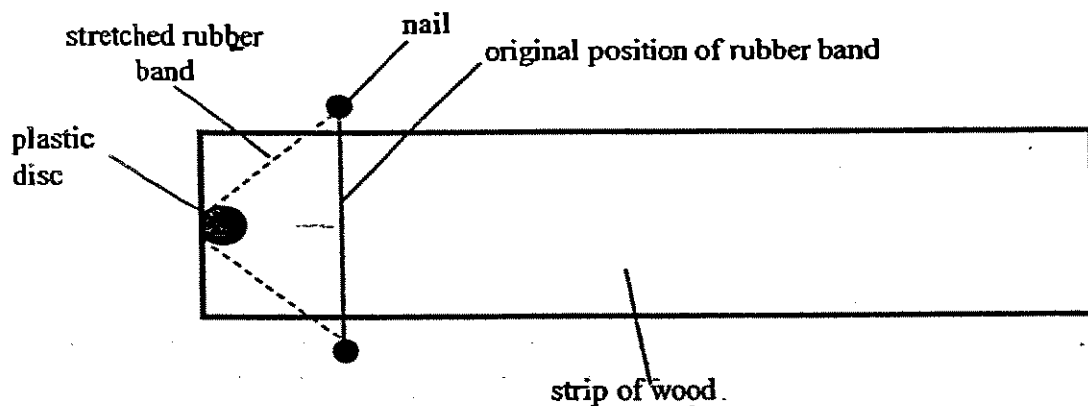 stretched rubber
band
nail
original position of rubber band
plastic
disc
strip of wood.